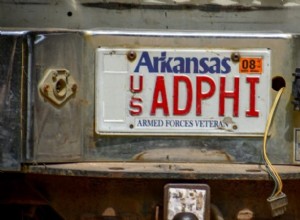 Arkansas
08
US ADPHI
ARMED FORCES VETERAN